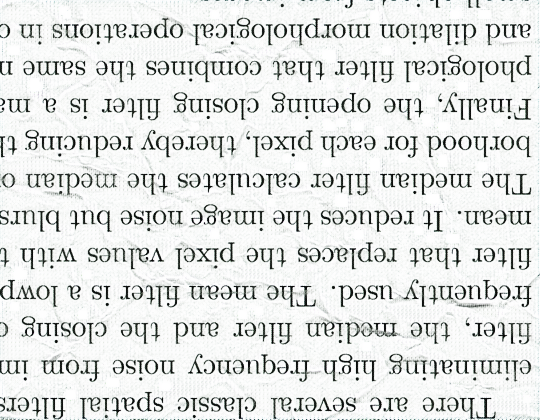 There are several classic spatial filters
eliminating high frequency noise from im
filter, the median filter and the closing o
frequently used. The mean filter is a lowp
filter that replaces the pixel values with t
mean. It reduces the image noise but blurs
The median filter calculates the median o
borhood for each pixel, thereby reducing th
Finally, the opening closing filter is a ma
phological filter that combines the same n
and dilation morphological operations in o